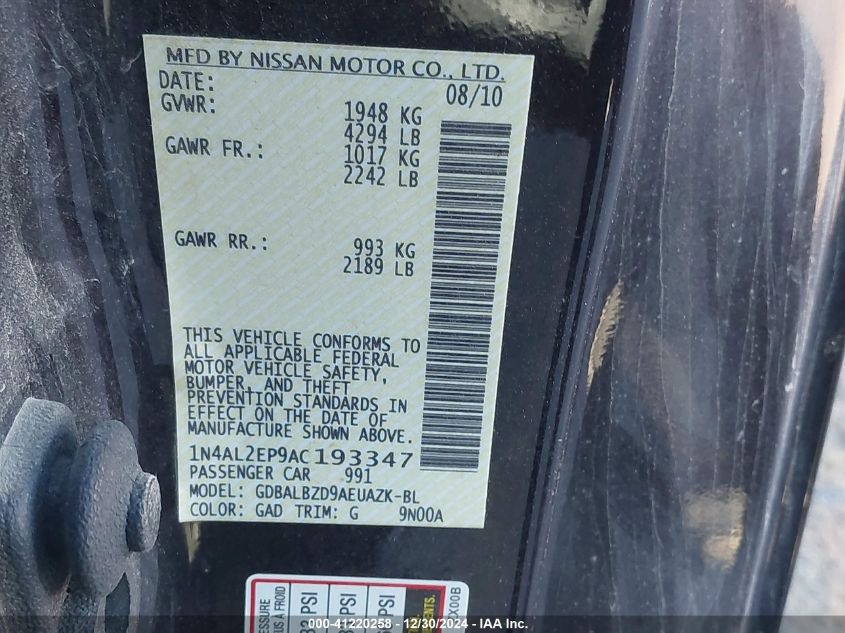 MFD BY NISSAN MOTOR CO., LTD.
DATE: 08/10
GVWR: 1948 KG
4294 LB
GAWR FR.: 1017 KG
2242 LB
GAWR RR.: 993 KG
2189 LB
THIS VEHICLE CONFORMS TO
ALL APPLICABLE FEDERAL
MOTOR VEHICLE SAFETY,
BUMPER, AND THEFT
PREVENTION STANDARDS IN
EFFECT ON THE DATE OF
MANUFACTURE SHOWN ABOVE.
1N4AL2EP9AC193347
PASSENGER CAR 991
MODEL: GDBALBZD9AEUAZK-BL
COLOR: GAD TRIM: G 9N00A
PSI
PSI
PSI
X00B
000-41220258 - 12/30/2024 - IAA Inc.